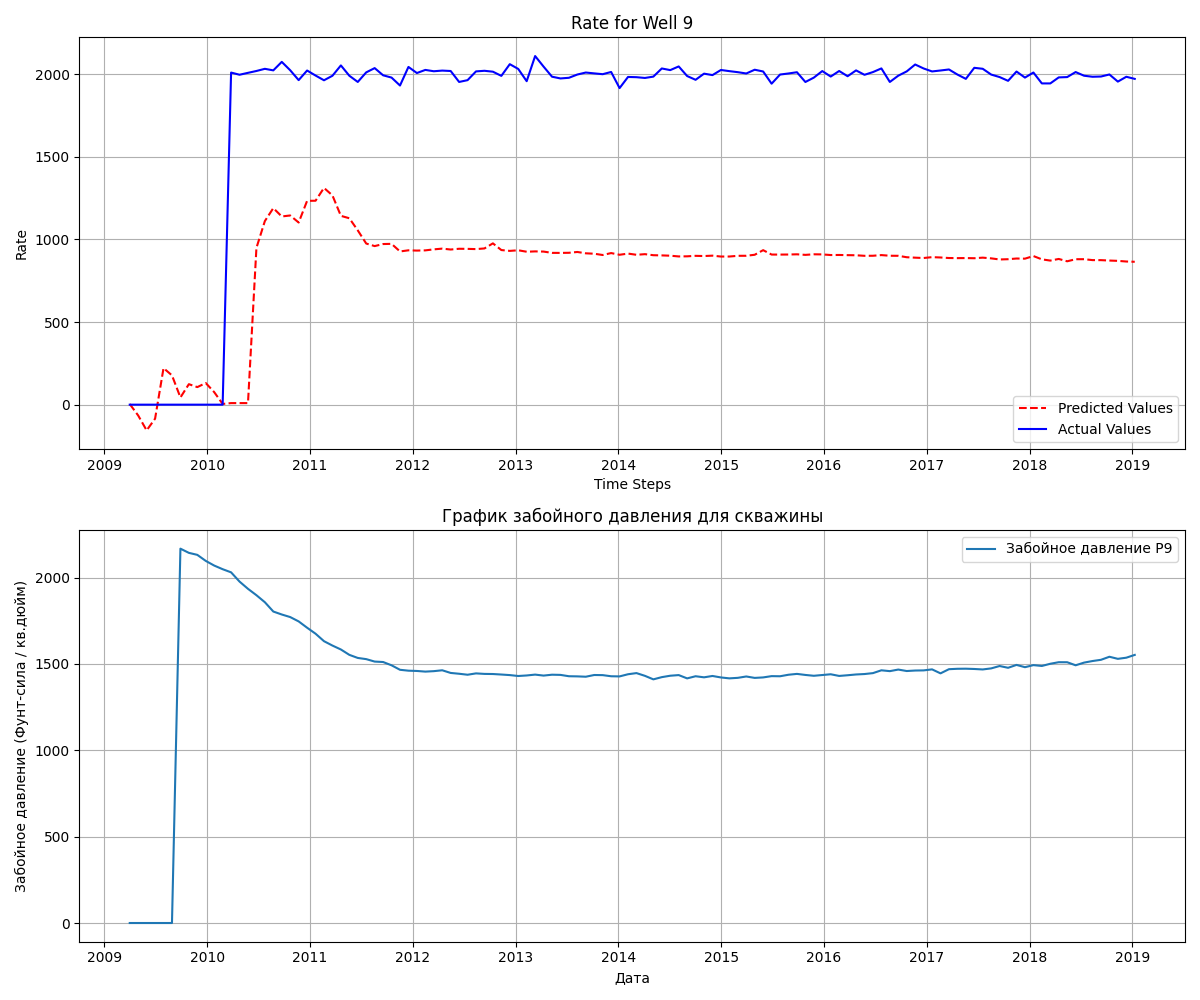 Rate for Well 9
Rate
2000
1500
1000
500
0
Predicted Values
Actual Values
2009 2010 2011 2012 2013 2014 2015 2016 2017 2018 2019
Time Steps
График забойного давления для скважины
Забойное давление (Фунт-сила / кв.дюйм)
Забойное давление P9
2000
1500
1000
500
0
2009 2010 2011 2012 2013 2014 2015 2016 2017 2018 2019
Дата